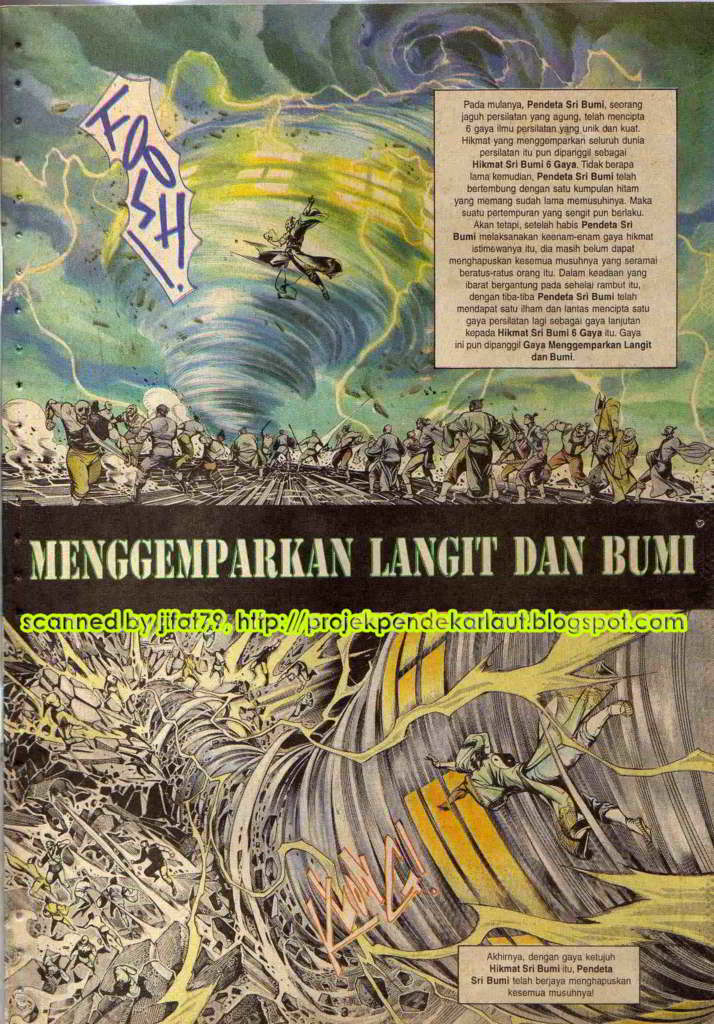 FOOSH!
Pada mulanya, Pendeta Sri Bumi, seorang
jaguh persilatan yang agung, telah mencipta
6 gaya ilmu persilatan yang unik dan kuat.
Hikmat yang menggemparkan seluruh dunia
persilatan itu pun dipanggil sebagai
Hikmat Sri Bumi 6 Gaya. Tidak berapa
lama kemudian, Pendeta Sri Bumi telah
bertembung dengan satu kumpulan hitam
yang memang sudah lama memusuhinya. Maka
suatu pertempuran yang sengit pun berlaku.
Akan tetapi, setelah habis Pendeta Sri
Bumi melaksanakan keenam-enam gaya hikmat
istimewanya itu, dia masih belum dapat
menghapuskan kesemua musuhnya yang seramai
beratus-ratus orang itu. Dalam keadaan yang
ibarat bergantung pada sehelai rambut itu,
dengan tiba-tiba Pendeta Sri Bumi telah
mendapat satu ilham dan lantas mencipta satu
gaya persilatan lagi sebagai gaya lanjutan
kepada Hikmat Sri Bumi 6 Gaya itu. Gaya
ini pun dipanggil Gaya Menggemparkan Langit
dan Bumi.
MENGGEMPARKAN LANGIT DAN BUMI
scanned by jifat79, http://projekpendekarlaut.blogspot.com
Akhirnya, dengan gaya ketujuh
Hikmat Sri Bumi itu, Pendeta
Sri Bumi telah berjaya menghapuskan
kesemua musuhnya!
3